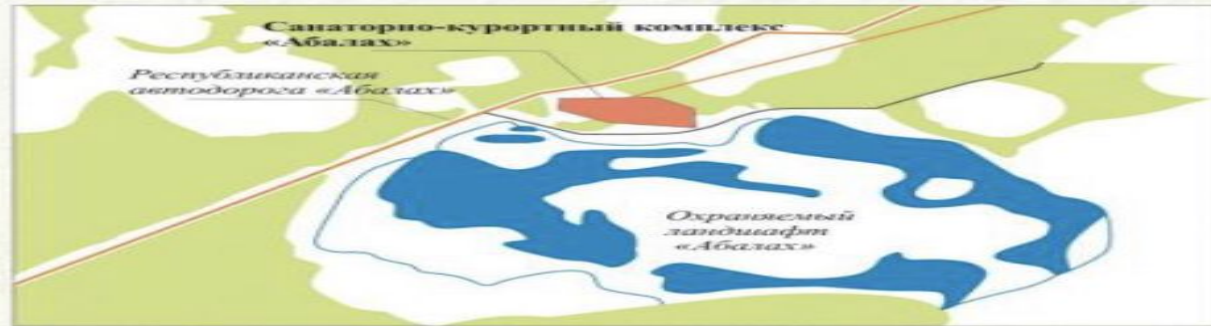 Санаторно-курортный комплекс
«Абалах»
Республиканская
автодорога «Абалах»
Охраняемый
ландшафт
«Абалах»